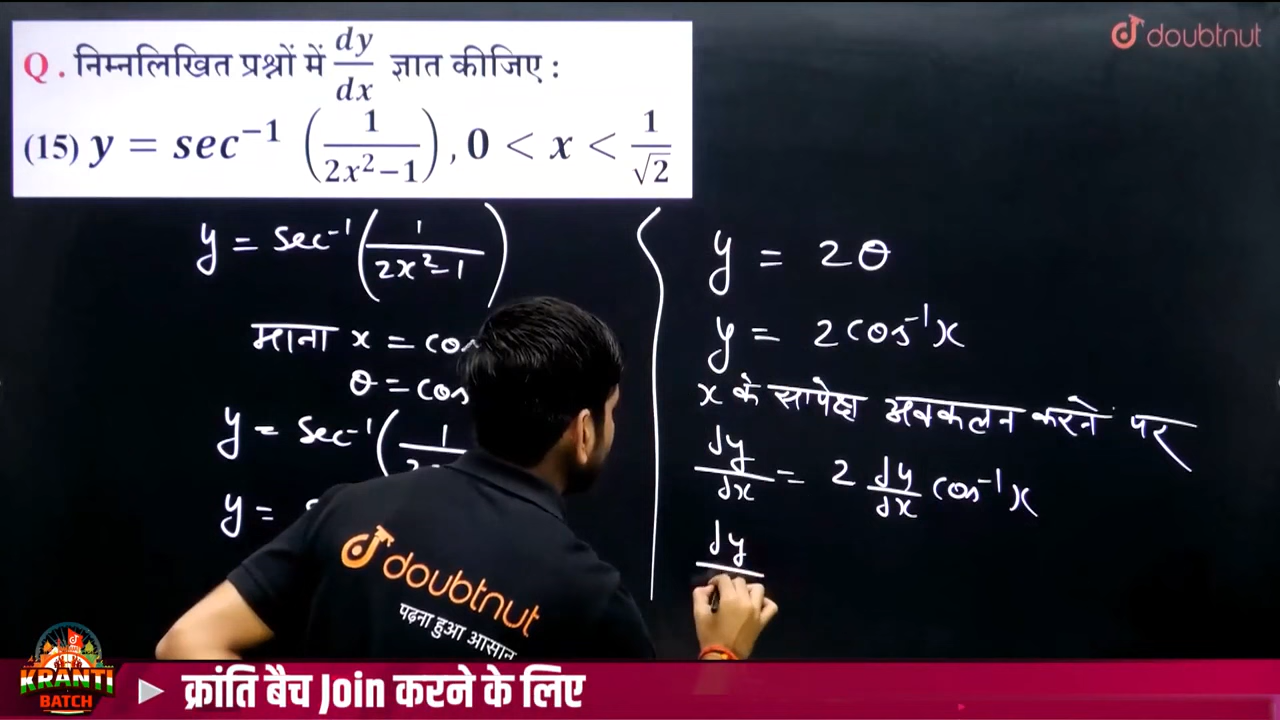 doubtnut
Q . निम्नलिखित प्रश्नों में dy/dx ज्ञात कीजिए :
(15) y = sec⁻¹ (1/(2x²−1)), 0 < x < 1/√2
y = sec⁻¹ (1/(2x²-1))
माना x = cos
θ = cos
y = sec⁻¹ (1/
y =
y = 2θ
y = 2cos⁻¹x
x के सापेक्ष अवकलन करने पर
dy/dx = 2 dy/dx cos⁻¹x
dy
doubtnut
पढ़ना हुआ आसान
KRANTI
BATCH
क्रांति बैच Join करने के लिए